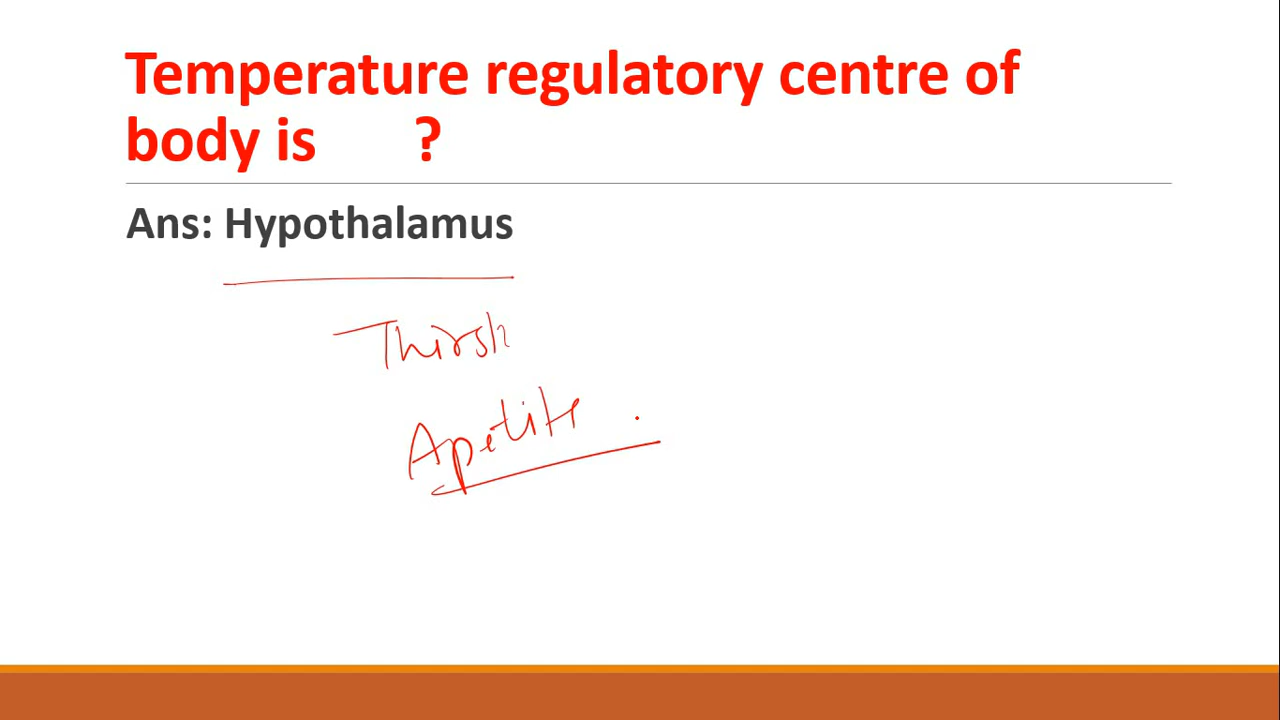 Temperature regulatory centre of
body is ?
Ans: Hypothalamus
Thirst
Apetite .